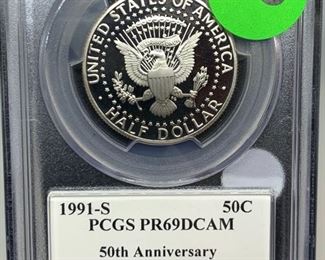 UNITED STATES OF AMERICA
HALF DOLLAR
1991-S 50C
PCGS PR69DCAM
50th Anniversary